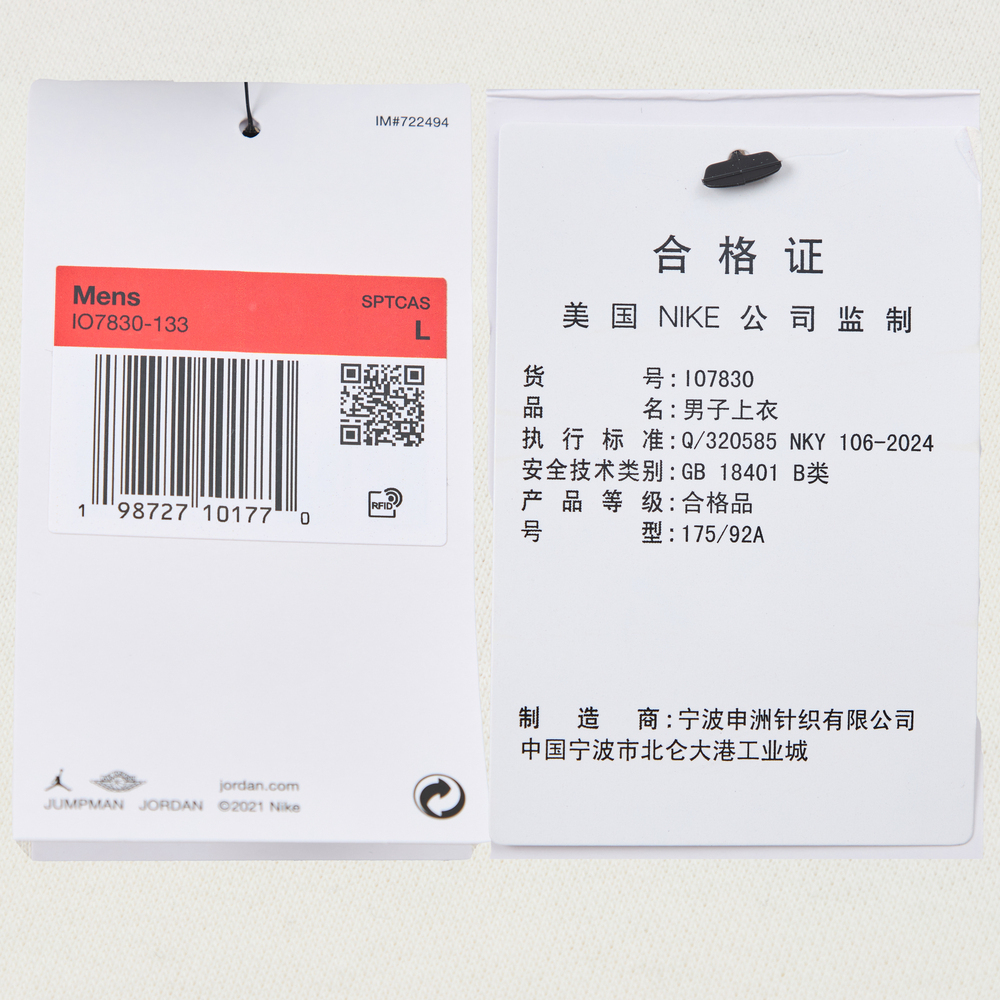 IM#722494
Mens
SPTCAS
IO7830-133
L
RFID
1 98727 10177 0
jordan.com
JUMPMAN JORDAN ©2021 Nike
合格证
美国 NIKE 公司监制
货号:IO7830
品名:男子上衣
执行标准:Q/320585 NKY 106-2024
安全技术类别:GB 18401 B类
产品等级:合格品
号型:175/92A
制造商:宁波申洲针织有限公司
中国宁波市北仑大港工业城